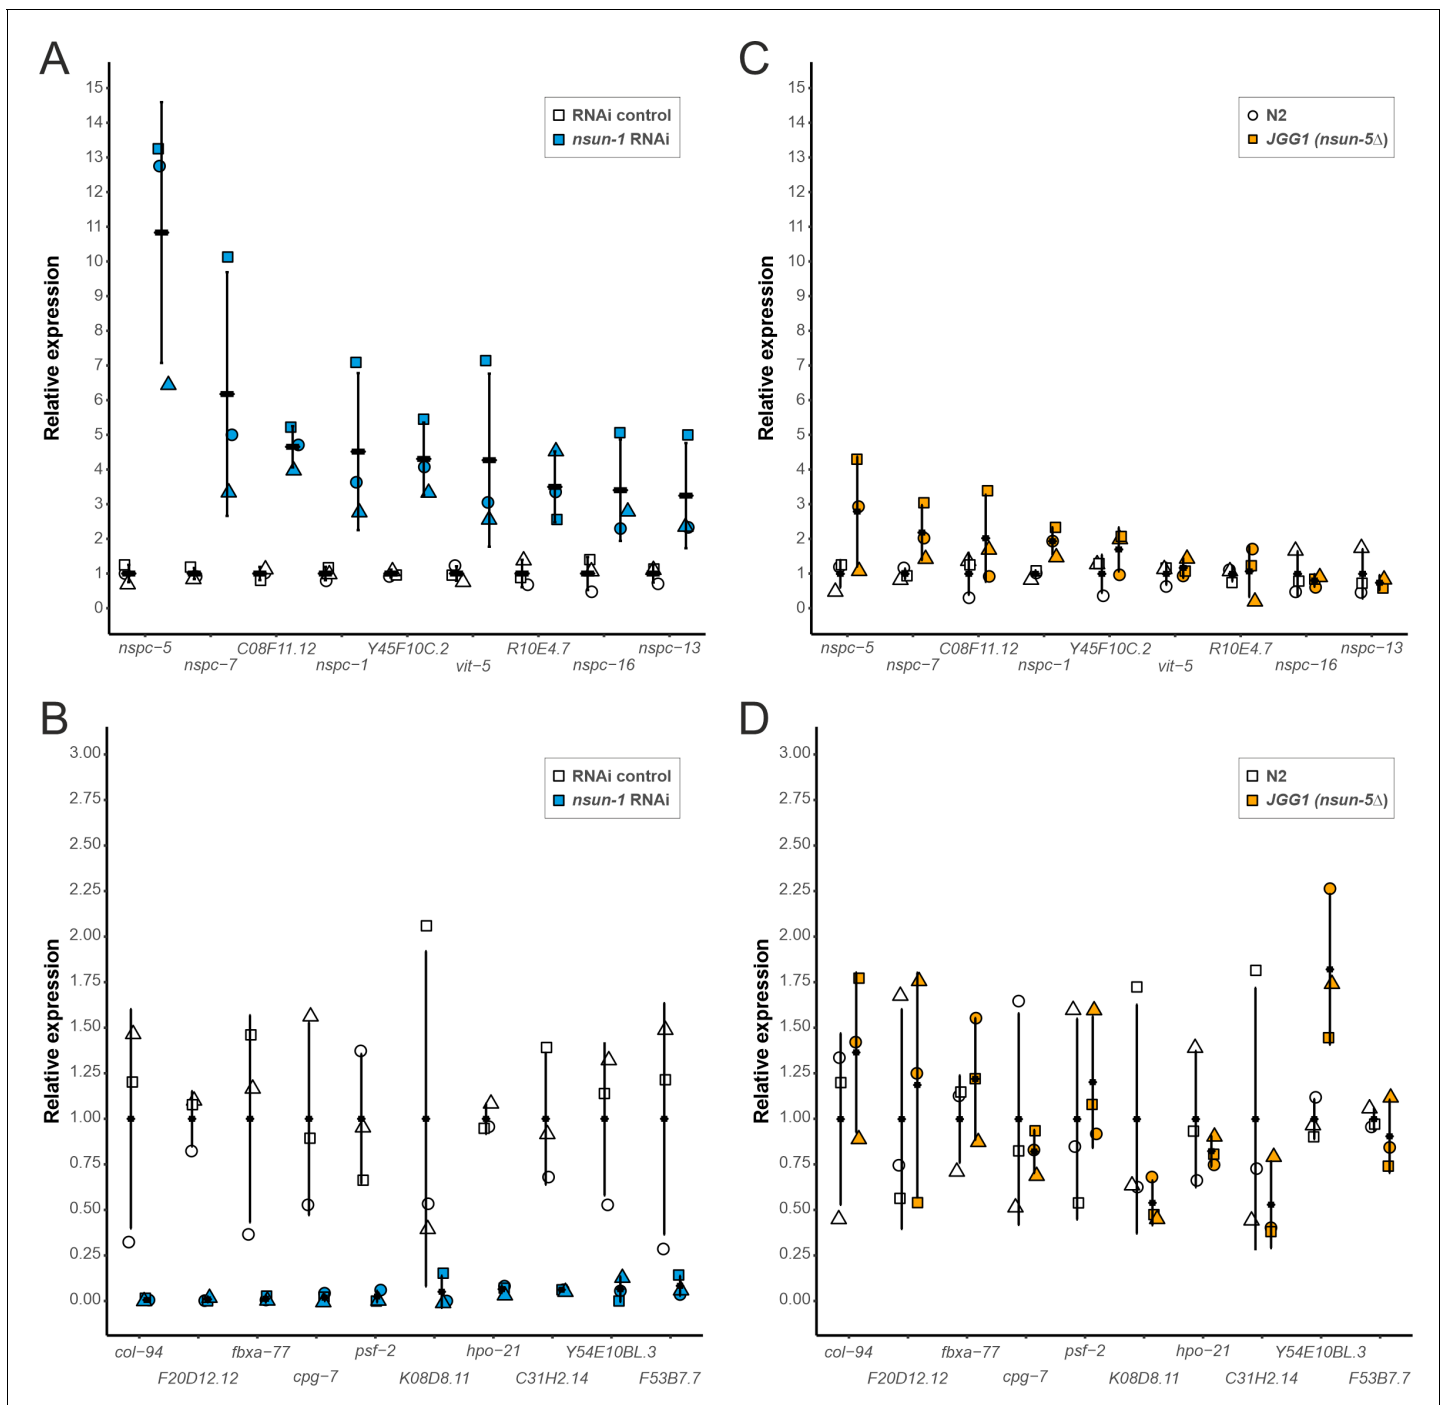 A
15
14
13
12
11
10
9
8
7
6
5
4
3
2
1
0
Relative expression
RNAi control
nsun-1 RNAi
nspc−5
nspc−7
C08F11.12
nspc−1
Y45F10C.2
vit−5
R10E4.7
nspc−16
nspc−13
C
15
14
13
12
11
10
9
8
7
6
5
4
3
2
1
0
Relative expression
N2
JGG1 (nsun-5Δ)
nspc−5
nspc−7
C08F11.12
nspc−1
Y45F10C.2
vit−5
R10E4.7
nspc−16
nspc−13
B
3.00
2.75
2.50
2.25
2.00
1.75
1.50
1.25
1.00
0.75
0.50
0.25
0.00
Relative expression
RNAi control
nsun-1 RNAi
col−94
F20D12.12
fbxa−77
cpg−7
psf−2
K08D8.11
hpo−21
C31H2.14
Y54E10BL.3
F53B7.7
D
3.00
2.75
2.50
2.25
2.00
1.75
1.50
1.25
1.00
0.75
0.50
0.25
0.00
Relative expression
N2
JGG1 (nsun-5Δ)
col−94
F20D12.12
fbxa−77
cpg−7
psf−2
K08D8.11
hpo−21
C31H2.14
Y54E10BL.3
F53B7.7